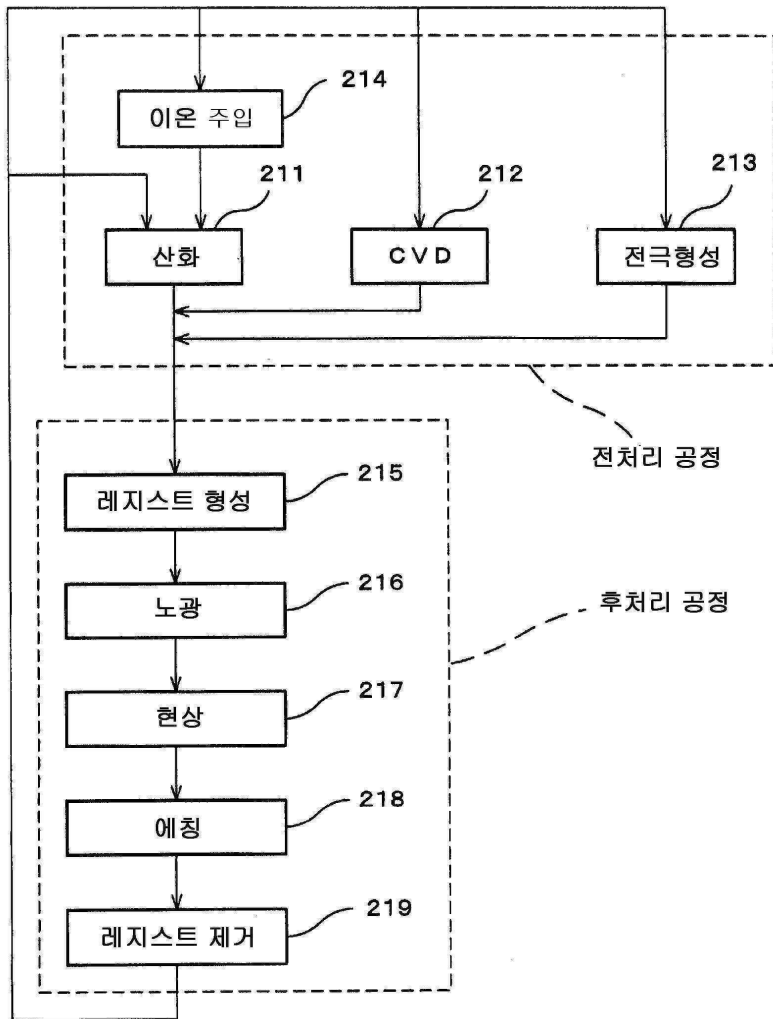 214
이온 주입
211
212
213
산화
CVD
전극형성
전처리 공정
215
레지스트 형성
216
노광
후처리 공정
217
현상
218
에칭
219
레지스트 제거